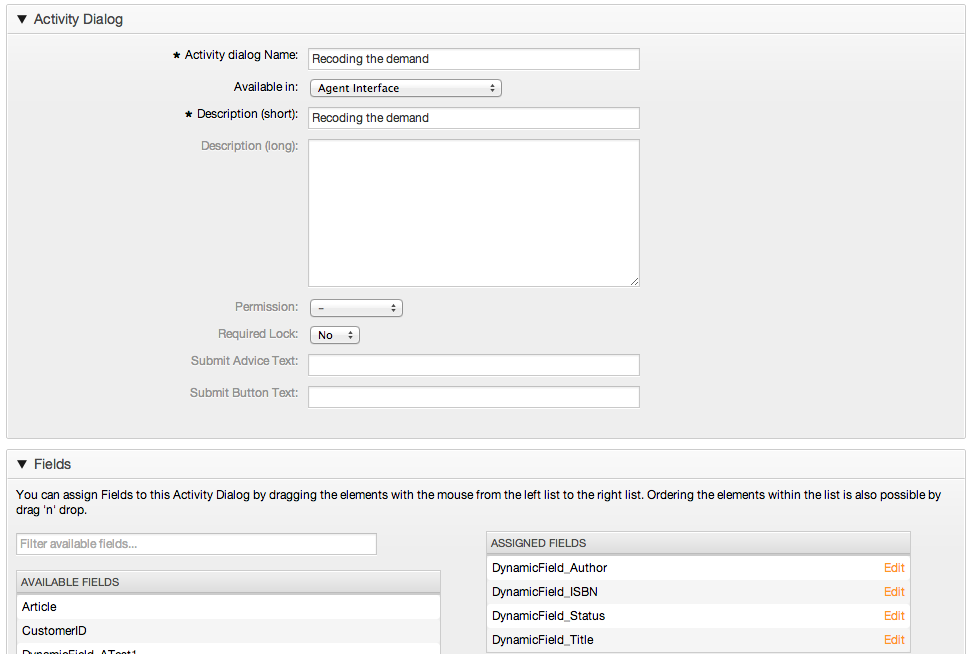 Activity Dialog
* Activity dialog Name: Recoding the demand
Available in: Agent Interface
* Description (short): Recoding the demand
Description (long):
Permission: –
Required Lock: No
Submit Advice Text:
Submit Button Text:
Fields
You can assign Fields to this Activity Dialog by dragging the elements with the mouse from the left list to the right list. Ordering the elements within the list is also possible by
drag 'n' drop.
Filter available fields...
AVAILABLE FIELDS
Article
CustomerID
DynamicField_ATest1
ASSIGNED FIELDS
DynamicField_Author Edit
DynamicField_ISBN Edit
DynamicField_Status Edit
DynamicField_Title Edit